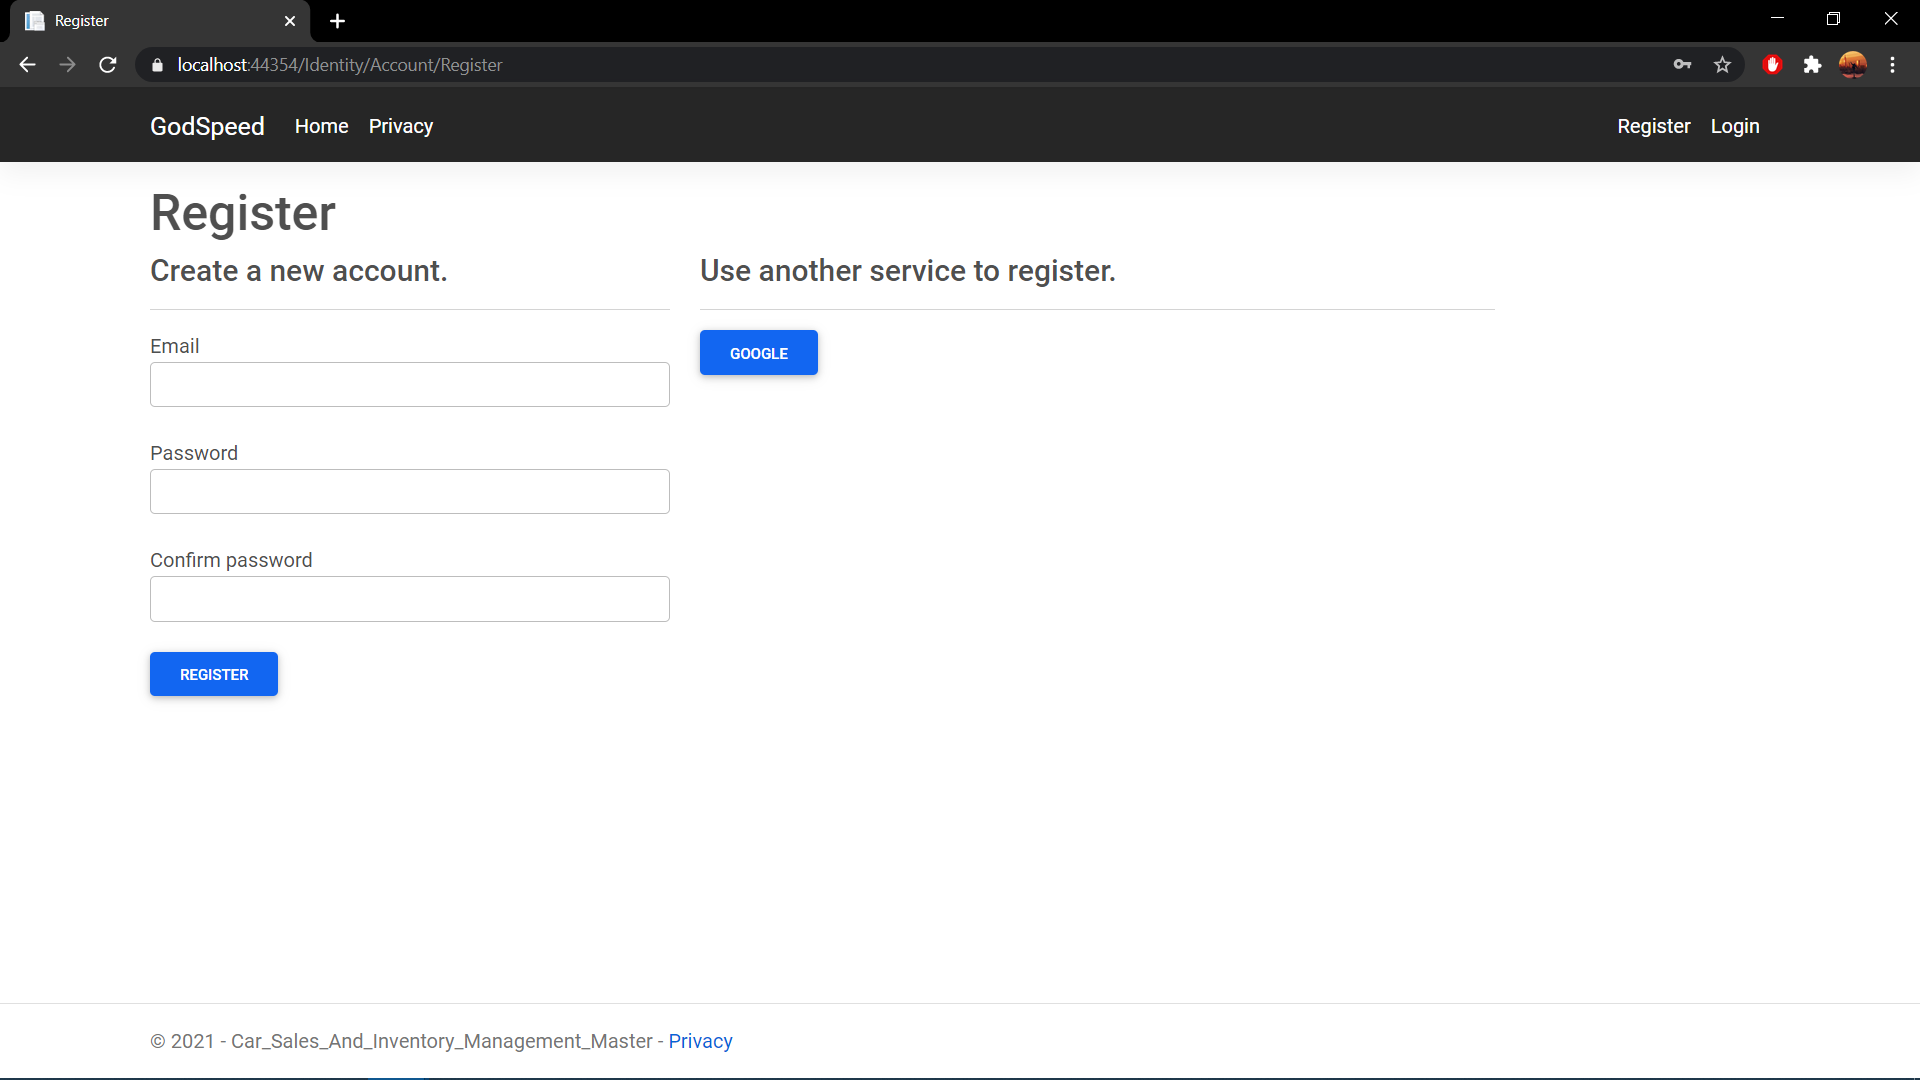 Register
localhost:44354/Identity/Account/Register
GodSpeed Home Privacy Register Login
Register
Create a new account.
Use another service to register.
Email
GOOGLE
Password
Confirm password
REGISTER
© 2021 - Car_Sales_And_Inventory_Management_Master - Privacy